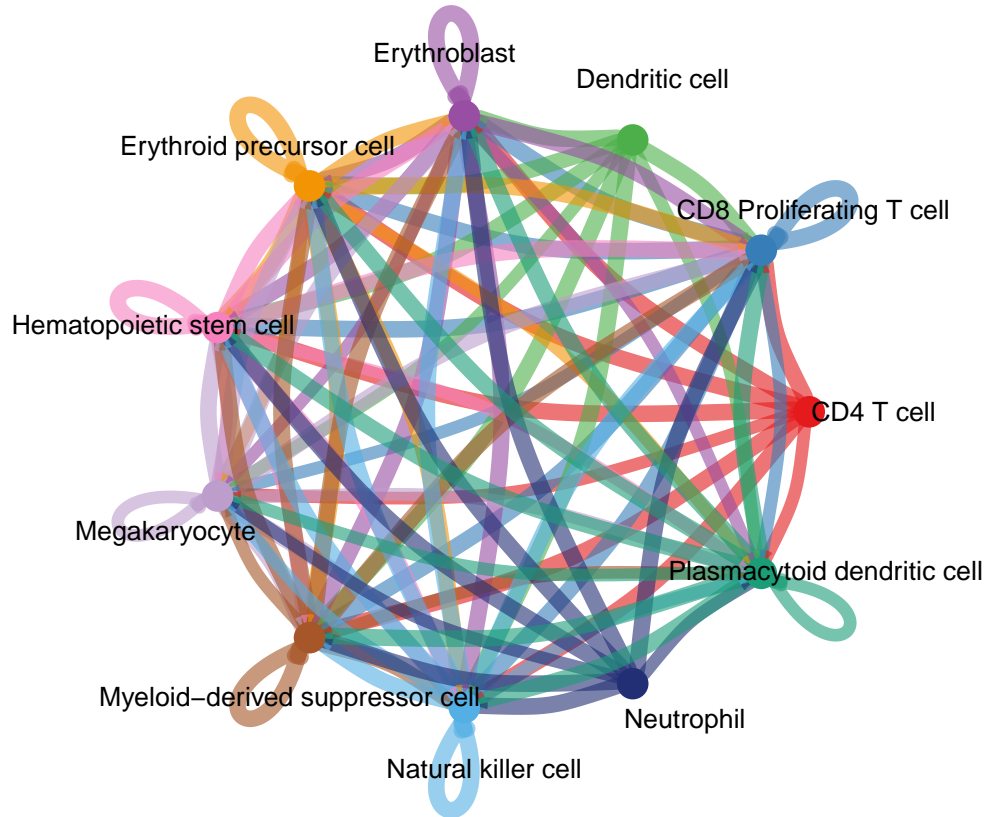 Erythroblast
Dendritic cell
Erythroid precursor cell
CD8 Proliferating T cell
Hematopoietic stem cell
CD4 T cell
Megakaryocyte
Plasmacytoid dendritic cell
Myeloid−derived suppressor cell
Neutrophil
Natural killer cell